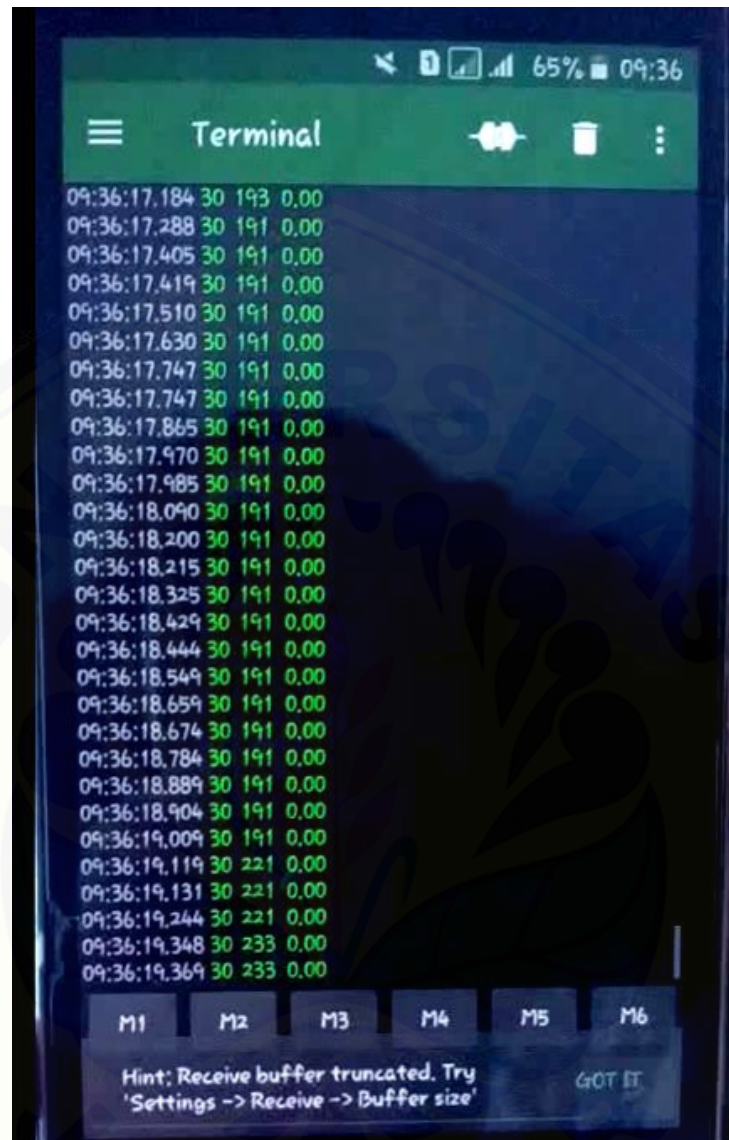 65% 09:36
Terminal
09:36:17.184 30 193 0.00
09:36:17.288 30 191 0.00
09:36:17.405 30 191 0.00
09:36:17.419 30 191 0.00
09:36:17.510 30 191 0.00
09:36:17.630 30 191 0.00
09:36:17.747 30 191 0.00
09:36:17.747 30 191 0.00
09:36:17.865 30 191 0.00
09:36:17.970 30 191 0.00
09:36:17.985 30 191 0.00
09:36:18.090 30 191 0.00
09:36:18.200 30 191 0.00
09:36:18.215 30 191 0.00
09:36:18.325 30 191 0.00
09:36:18.429 30 191 0.00
09:36:18.444 30 191 0.00
09:36:18.549 30 191 0.00
09:36:18.659 30 191 0.00
09:36:18.674 30 191 0.00
09:36:18.784 30 191 0.00
09:36:18.889 30 191 0.00
09:36:18.904 30 191 0.00
09:36:19.009 30 191 0.00
09:36:19.119 30 221 0.00
09:36:19.131 30 221 0.00
09:36:19.244 30 221 0.00
09:36:19.348 30 233 0.00
09:36:19.369 30 233 0.00
M1 M2 M3 M4 M5 M6
Hint: Receive buffer truncated. Try
'Settings -> Receive -> Buffer size'
GOT IT